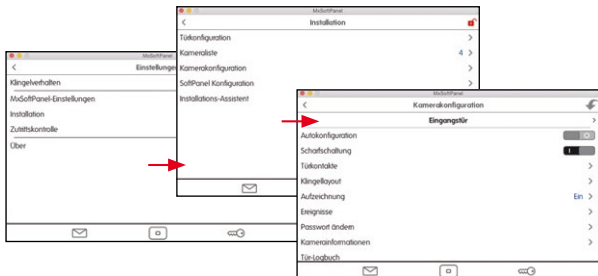 MxSoftPanel
Einstellungen
Klingelverhalten
MxSoftPanel-Einstellungen
Installation
Zutrittskontrolle
Über
MxSoftPanel
Installation
Türkonfiguration
Kameraliste 4
Kamerakonfiguration
SoftPanel Konfiguration
Installations-Assistent
MxSoftPanel
Kamerakonfiguration
Eingangstür
Autokonfiguration
Scharfschaltung
Türkontakte
Klingellayout
Aufzeichnung Ein
Ereignisse
Passwort ändern
Kamerainformationen
Tür-Logbuch